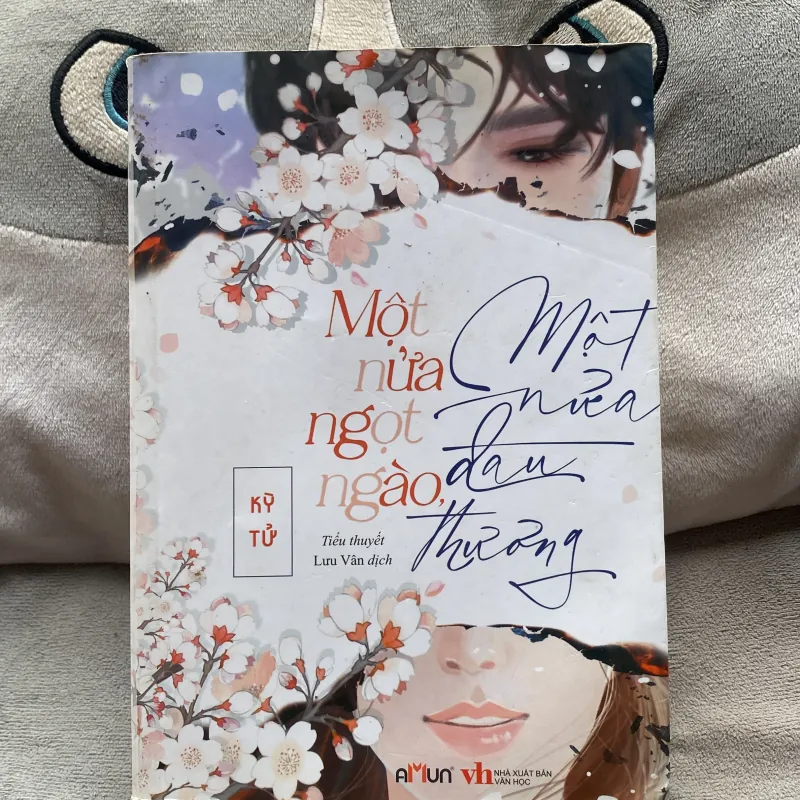 Một
nửa
ngọt
ngào,
Một
nửa
đau
thương
KỶ
TỬ
Tiểu thuyết
Lưu Vân dịch
AMUN
vh NHÀ XUẤT BẢN
VĂN HỌC